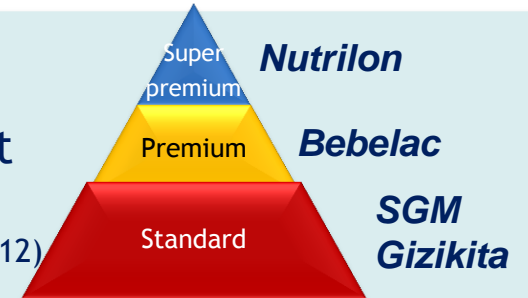 Super
premium
Nutrilon
t
Premium
Bebelac
SGM
Gizikita
Standard
12)